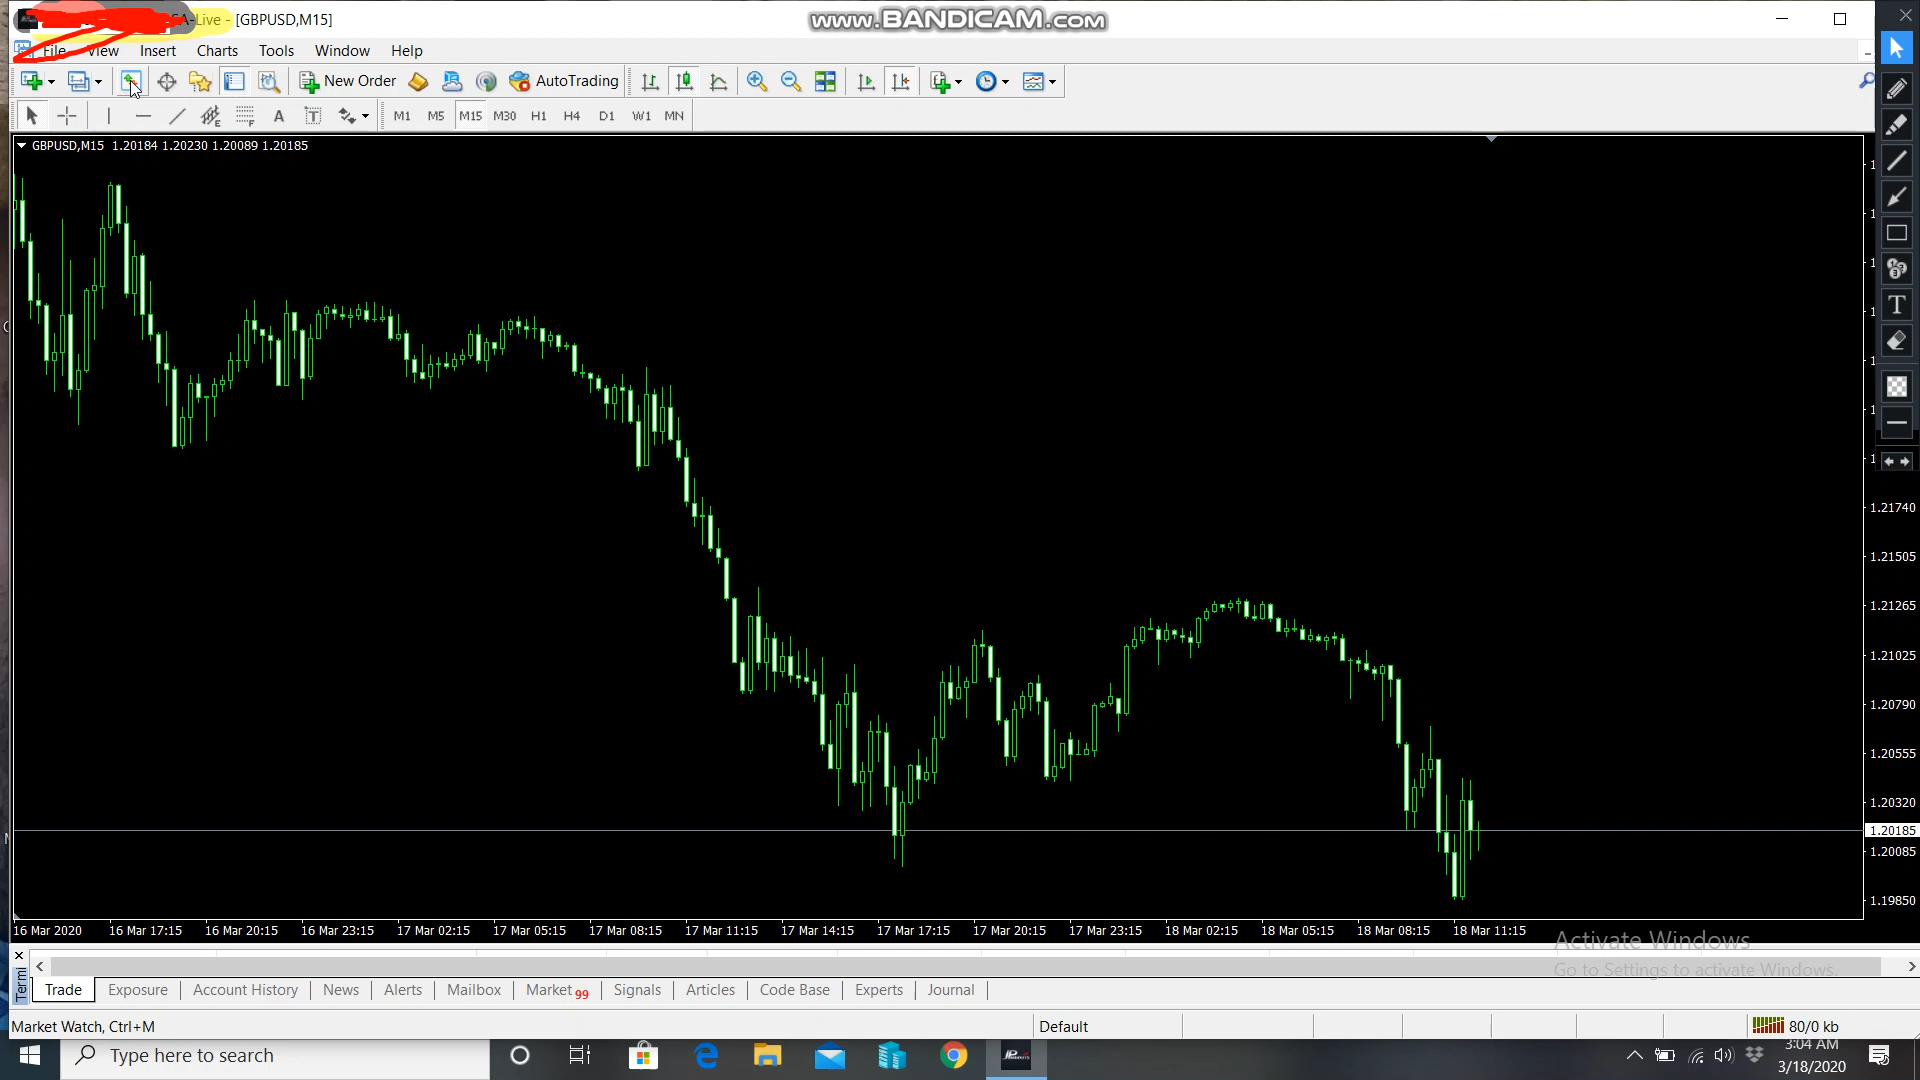 SA-Live - [GBPUSD,M15]
www.BANDICAM.com
File View Insert Charts Tools Window Help
New Order AutoTrading
A T M1 M5 M15 M30 H1 H4 D1 W1 MN
GBPUSD,M15 1.20184 1.20230 1.20089 1.20185
1.21740
1.21505
1.21265
1.21025
1.20790
1.20555
1.20320
1.20185
1.20085
1.19850
16 Mar 2020 16 Mar 17:15 16 Mar 20:15 16 Mar 23:15 17 Mar 02:15 17 Mar 05:15 17 Mar 08:15 17 Mar 11:15 17 Mar 14:15 17 Mar 17:15 17 Mar 20:15 17 Mar 23:15 18 Mar 02:15 18 Mar 05:15 18 Mar 08:15 18 Mar 11:15
Activate Windows
Go to Settings to activate Windows.
Termi
Trade Exposure Account History News Alerts Mailbox Market 99 Signals Articles Code Base Experts Journal
Market Watch, Ctrl+M Default 80/0 kb
Type here to search
3:04 AM
3/18/2020